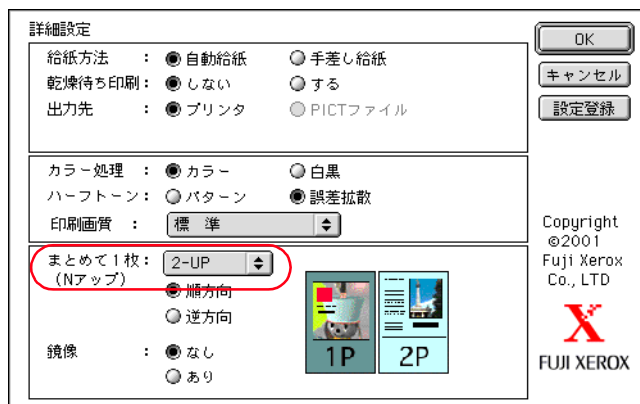 詳細設定
給紙方法 : 自動給紙 手差し給紙
乾燥待ち印刷: しない する
出力先 : プリンタ PICTファイル
カラー処理 : カラー 白黒
ハーフトーン: パターン 誤差拡散
印刷画質 : 標 準
まとめて1枚: 2-UP
(Nアップ)
順方向
逆方向
鏡像 : なし
あり
1P 2P
OK
キャンセル
設定登録
Copyright
©2001
Fuji Xerox
Co., LTD
X
FUJI XEROX